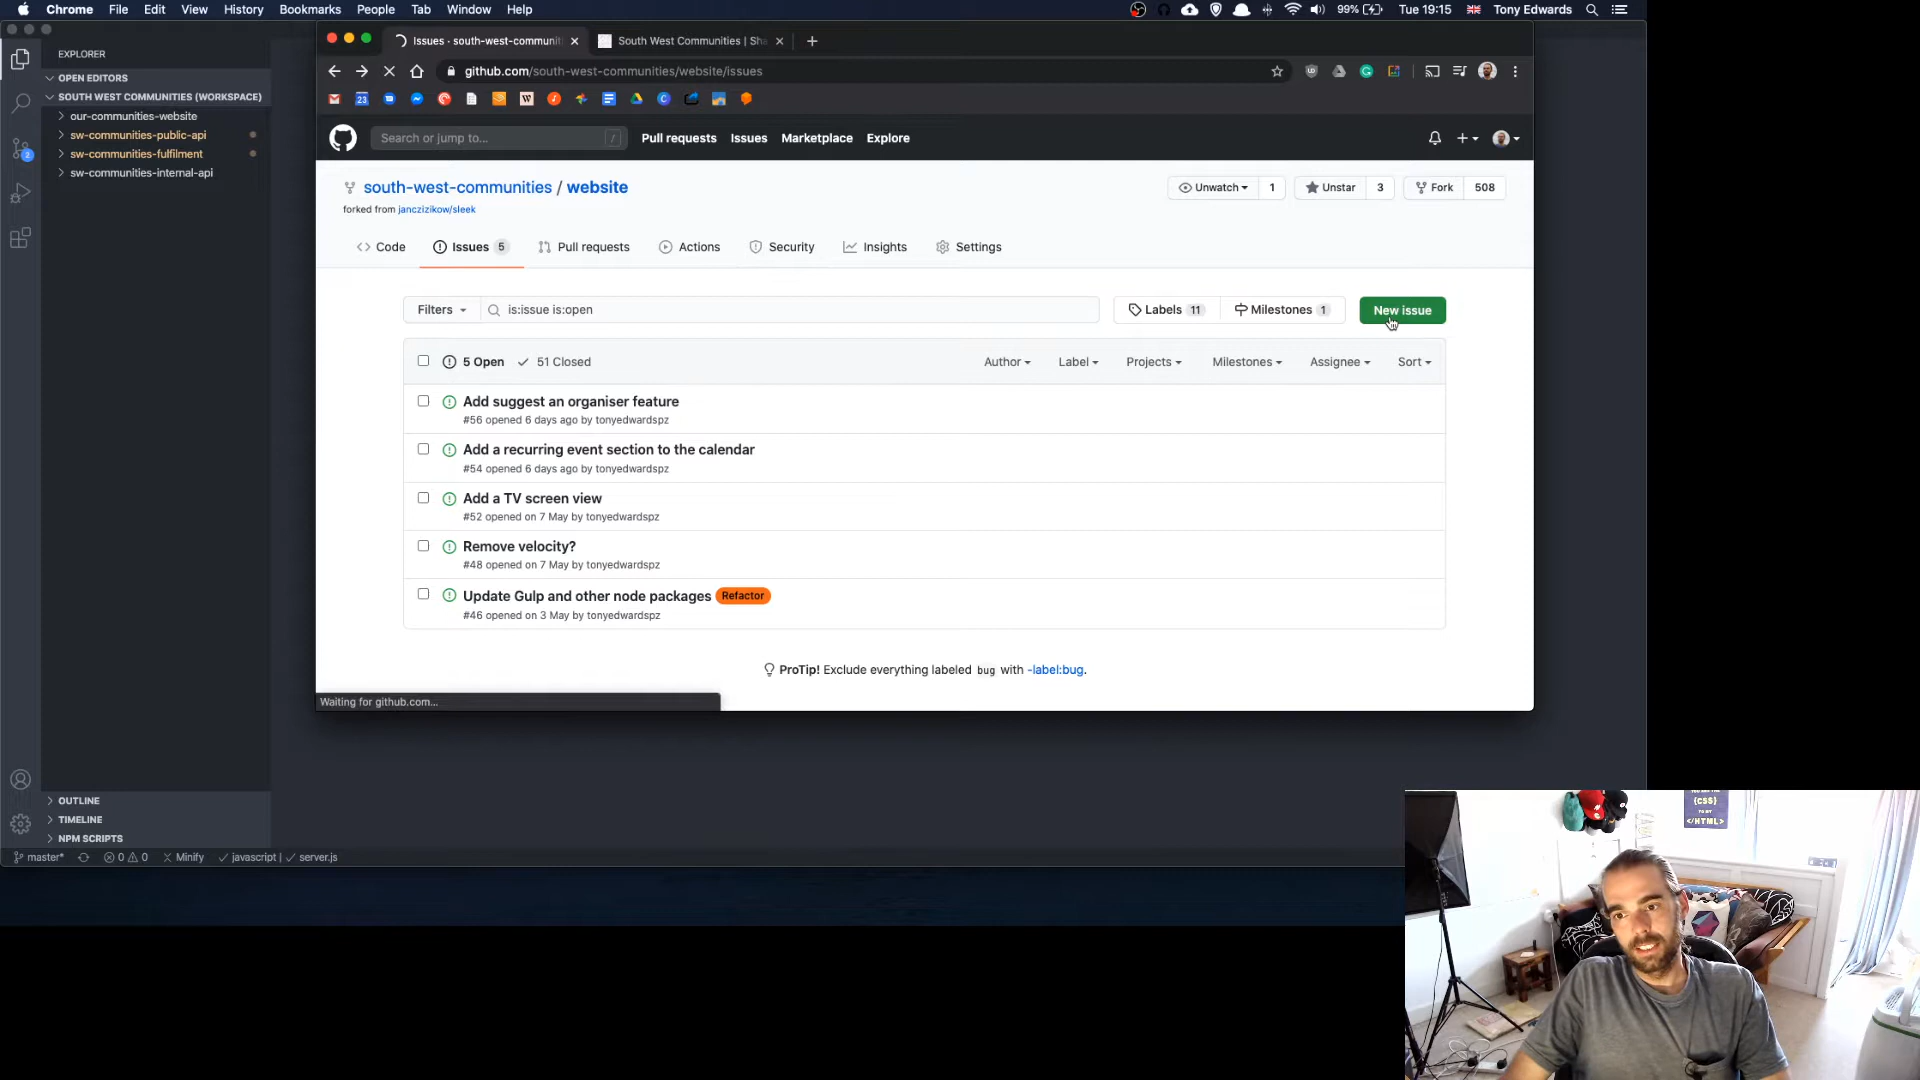 Chrome File Edit View History Bookmarks People Tab Window Help 99% Tue 19:15 Tony Edwards
EXPLORER
OPEN EDITORS
SOUTH WEST COMMUNITIES (WORKSPACE)
our-communities-website
sw-communities-public-api
sw-communities-fulfilment
sw-communities-internal-api
2
OUTLINE
TIMELINE
NPM SCRIPTS
master* 0 0 Minify javascript | server.js
Issues · south-west-communit South West Communities | Sha
github.com/south-west-communities/website/issues
23
Search or jump to... / Pull requests Issues Marketplace Explore
south-west-communities / website
forked from janczizikow/sleek
Unwatch 1 Unstar 3 Fork 508
Code Issues 5 Pull requests Actions Security Insights Settings
Filters is:issue is:open Labels 11 Milestones 1 New issue
5 Open 51 Closed Author Label Projects Milestones Assignee Sort
Add suggest an organiser feature
#56 opened 6 days ago by tonyedwardspz
Add a recurring event section to the calendar
#54 opened 6 days ago by tonyedwardspz
Add a TV screen view
#52 opened on 7 May by tonyedwardspz
Remove velocity?
#48 opened on 7 May by tonyedwardspz
Update Gulp and other node packages Refactor
#46 opened on 3 May by tonyedwardspz
ProTip! Exclude everything labeled bug with -label:bug.
Waiting for github.com...
{CSS}
TO MY
</HTML>